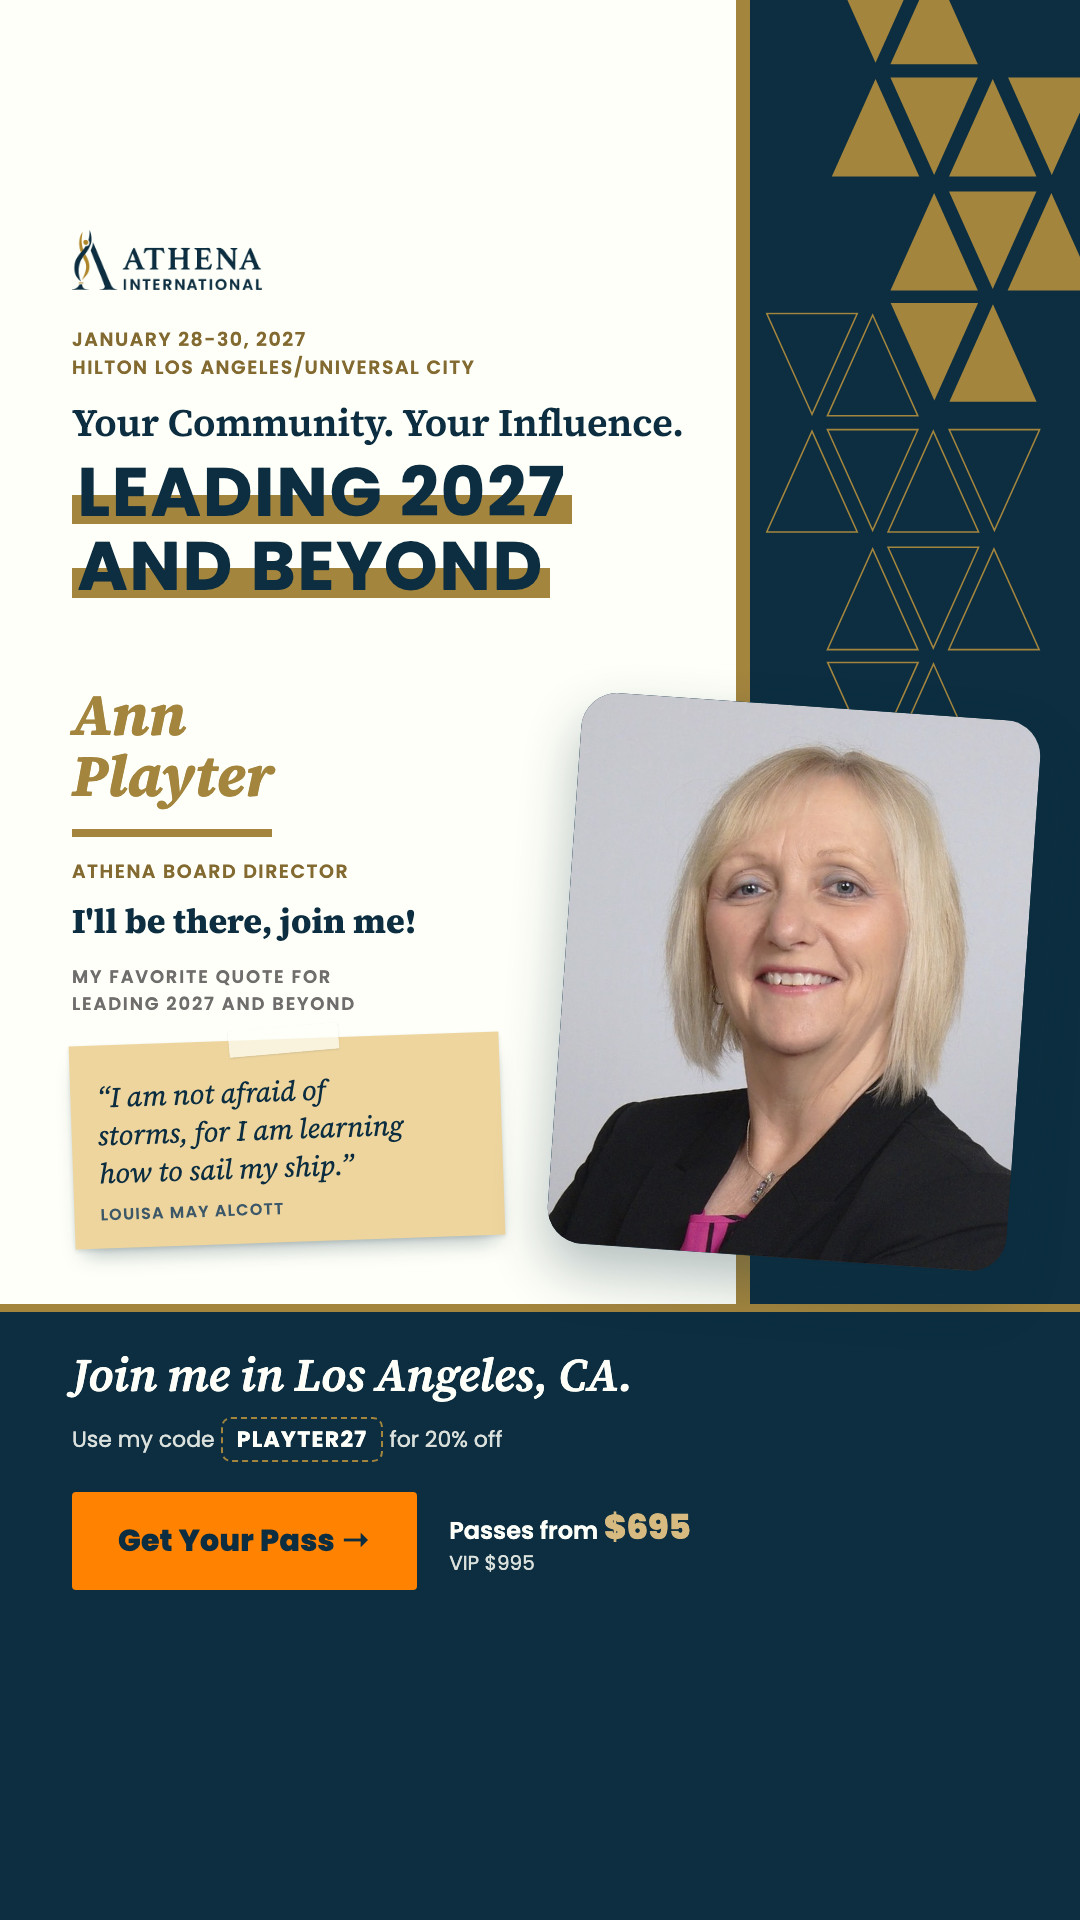 ATHENA
INTERNATIONAL
JANUARY 28-30, 2027
HILTON LOS ANGELES/UNIVERSAL CITY
Your Community. Your Influence.
LEADING 2027
AND BEYOND
Ann
Playter
ATHENA BOARD DIRECTOR
I'll be there, join me!
MY FAVORITE QUOTE FOR
LEADING 2027 AND BEYOND
“I am not afraid of
storms, for I am learning
how to sail my ship.”
LOUISA MAY ALCOTT
Join me in Los Angeles, CA.
Use my code PLAYTER27 for 20% off
Get Your Pass →
Passes from $695
VIP $995